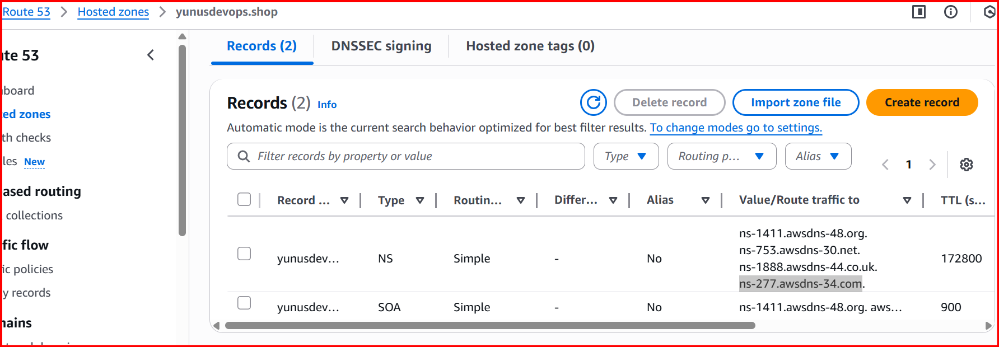 Route 53 > Hosted zones > yunusdevops.shop
ute 53
board
ed zones
th checks
les New
ased routing
collections
fic flow
ic policies
y records
mains
Records (2)
DNSSEC signing
Hosted zone tags (0)
Records (2) Info
Delete record
Import zone file
Create record
Automatic mode is the current search behavior optimized for best filter results. To change modes go to settings.
Filter records by property or value
Type
Routing p...
Alias
1
Record ... Type Routin... Differ... Alias Value/Route traffic to TTL (s...
ns-1411.awsdns-48.org.
ns-753.awsdns-30.net.
yunusdev... NS Simple - No 172800
ns-1888.awsdns-44.co.uk.
ns-277.awsdns-34.com.
yunusdev... SOA Simple - No ns-1411.awsdns-48.org. aws... 900